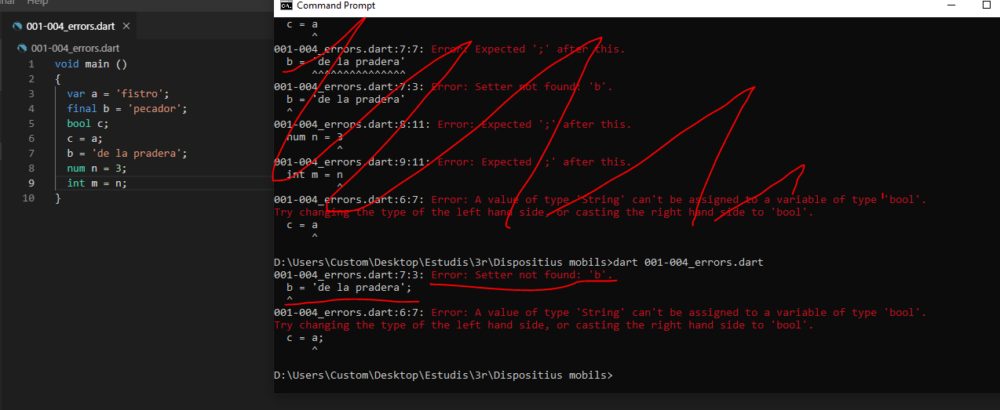 Help
Command Prompt
001-004_errors.dart
001-004_errors.dart
1 void main ()
2 {
3 var a = 'fistro';
4 final b = 'pecador';
5 bool c;
6 c = a;
7 b = 'de la pradera';
8 num n = 3;
9 int m = n;
10 }
c = a
^
001-004_errors.dart:7:7: Error: Expected ';' after this.
b = 'de la pradera'
^^^^^^^^^^^^^^^
001-004_errors.dart:7:3: Error: Setter not found: 'b'.
b = 'de la pradera'
^
001-004_errors.dart:8:11: Error: Expected ';' after this.
num n = 3
^
001-004_errors.dart:9:11: Error: Expected ';' after this.
int m = n
^
001-004_errors.dart:6:7: Error: A value of type 'String' can't be assigned to a variable of type 'bool'.
Try changing the type of the left hand side, or casting the right hand side to 'bool'.
c = a
^
D:\Users\Custom\Desktop\Estudis\3r\Dispositius mobils>dart 001-004_errors.dart
001-004_errors.dart:7:3: Error: Setter not found: 'b'.
b = 'de la pradera';
^
001-004_errors.dart:6:7: Error: A value of type 'String' can't be assigned to a variable of type 'bool'.
Try changing the type of the left hand side, or casting the right hand side to 'bool'.
c = a;
^
D:\Users\Custom\Desktop\Estudis\3r\Dispositius mobils>